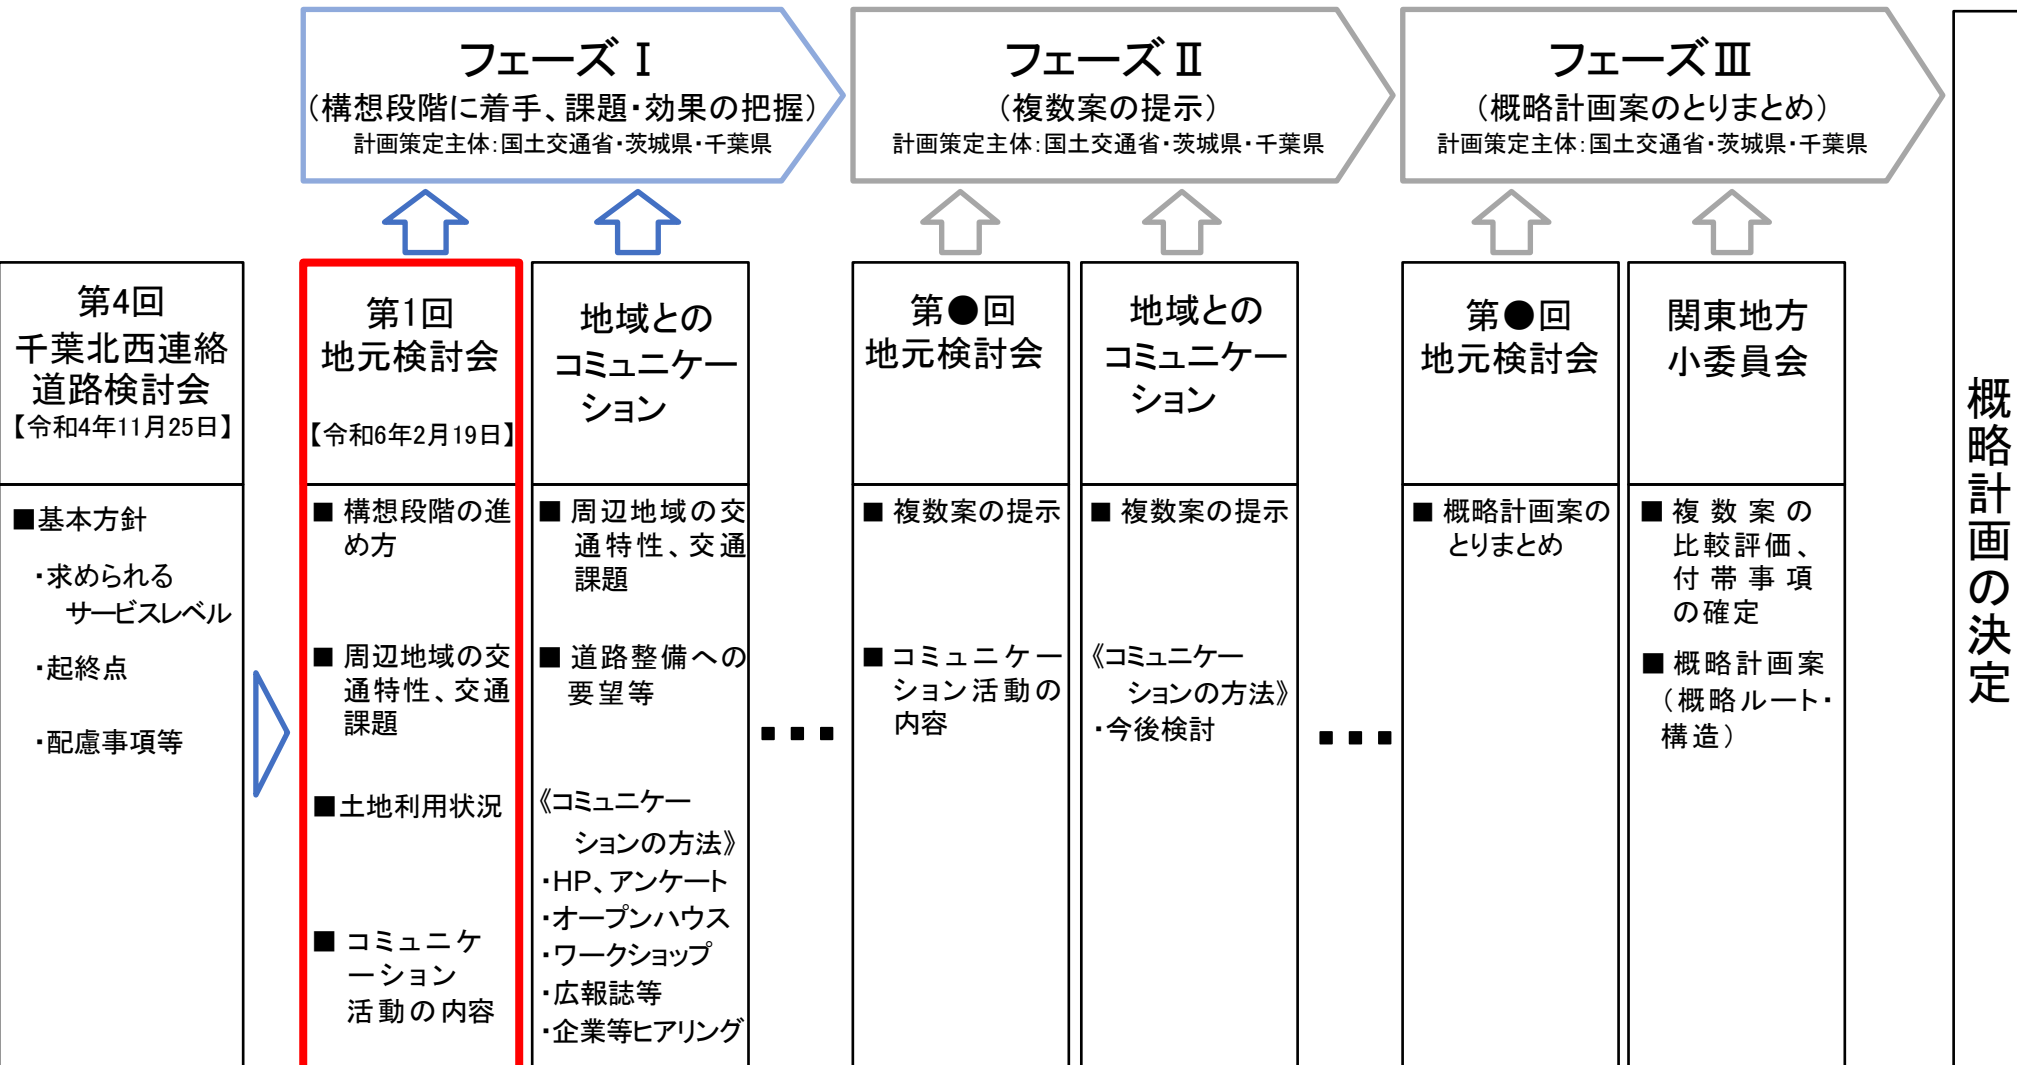 フェーズⅠ
（構想段階に着手、課題・効果の把握）
計画策定主体：国土交通省・茨城県・千葉県
フェーズⅡ
（複数案の提示）
計画策定主体：国土交通省・茨城県・千葉県
フェーズⅢ
（概略計画案のとりまとめ）
計画策定主体：国土交通省・茨城県・千葉県
第4回
千葉北西連絡
道路検討会
【令和4年11月25日】
■基本方針
・求められる
サービスレベル
・起終点
・配慮事項等
第1回
地元検討会
【令和6年2月19日】
■ 構想段階の進
め方
■ 周辺地域の交
通特性、交通
課題
■土地利用状況
■ コミュニケ
ーション
活動の内容
地域との
コミュニケー
ション
■ 周辺地域の交
通特性、交通
課題
■ 道路整備への
要望等
《コミュニケー
ションの方法》
・HP、アンケート
・オープンハウス
・ワークショップ
・広報誌等
・企業等ヒアリング
■ ■ ■
第●回
地元検討会
■ 複数案の提示
■ コミュニケー
ション活動の
内容
地域との
コミュニケー
ション
■ 複数案の提示
《コミュニケー
ションの方法》
・今後検討
■ ■ ■
第●回
地元検討会
■ 概略計画案の
とりまとめ
関東地方
小委員会
■ 複数案の
比較評価、
付帯事項
の確定
■ 概略計画案
（概略ルート・
構造）
概略計画の決定